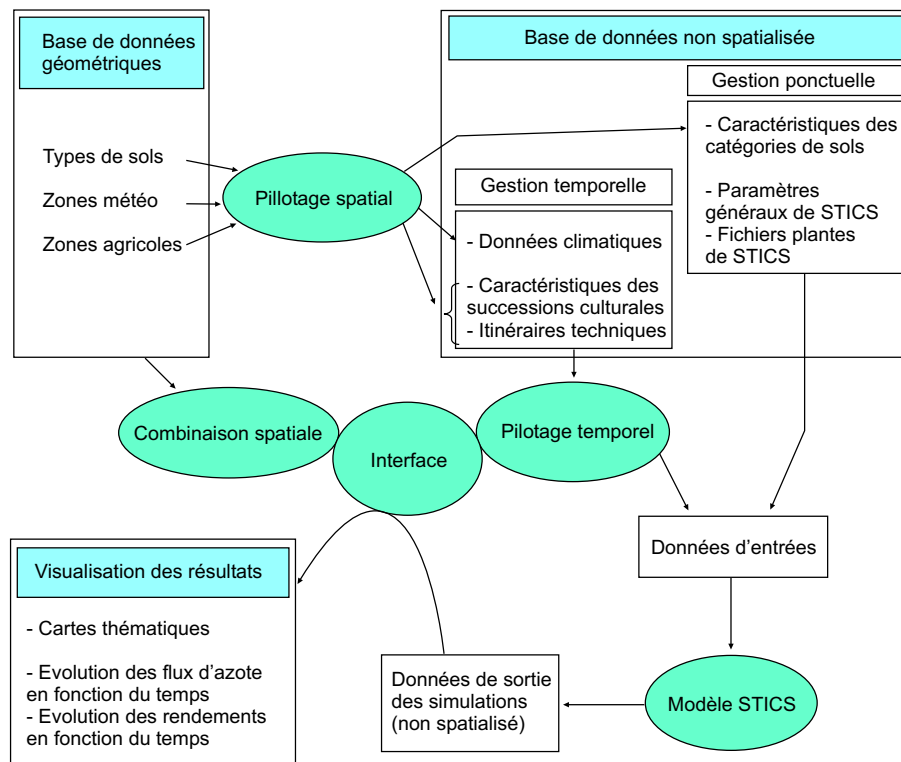 Base de données
géométriques
Types de sols
Zones météo
Zones agricoles
Pillotage spatial
Base de données non spatialisée
Gestion ponctuelle
- Caractéristiques des
catégories de sols
- Paramètres
généraux de STICS
- Fichiers plantes
de STICS
Gestion temporelle
- Données climatiques
- Caractéristiques des
successions culturales
- Itinéraires techniques
Combinaison spatiale
Interface
Pilotage temporel
Données d'entrées
Modèle STICS
Données de sortie
des simulations
(non spatialisé)
Visualisation des résultats
- Cartes thématiques
- Evolution des flux d'azote
en fonction du temps
- Evolution des rendements
en fonction du temps